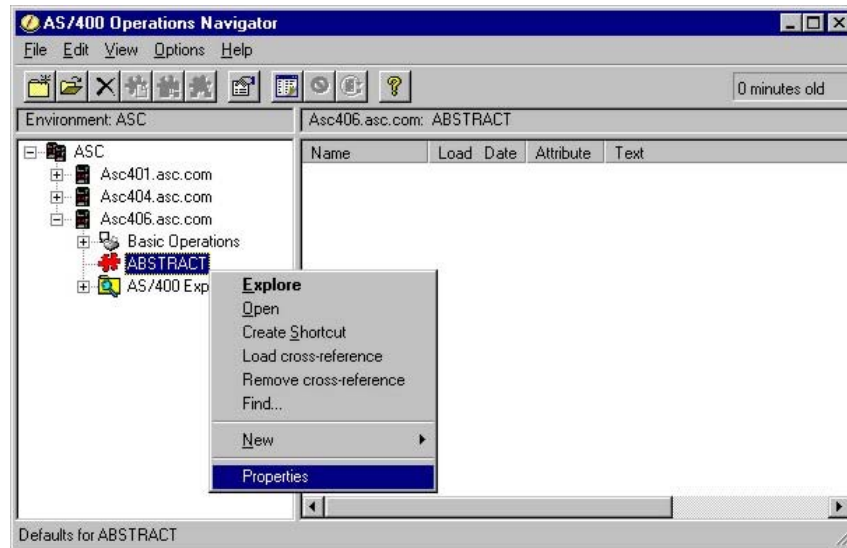 AS/400 Operations Navigator
File Edit View Options Help
0 minutes old
Environment: ASC
Asc406.asc.com: ABSTRACT
Name Load Date Attribute Text
ASC
Asc401.asc.com
Asc404.asc.com
Asc406.asc.com
Basic Operations
ABSTRACT
AS/400 Exp
Explore
Open
Create Shortcut
Load cross-reference
Remove cross-reference
Find...
New
Properties
Defaults for ABSTRACT